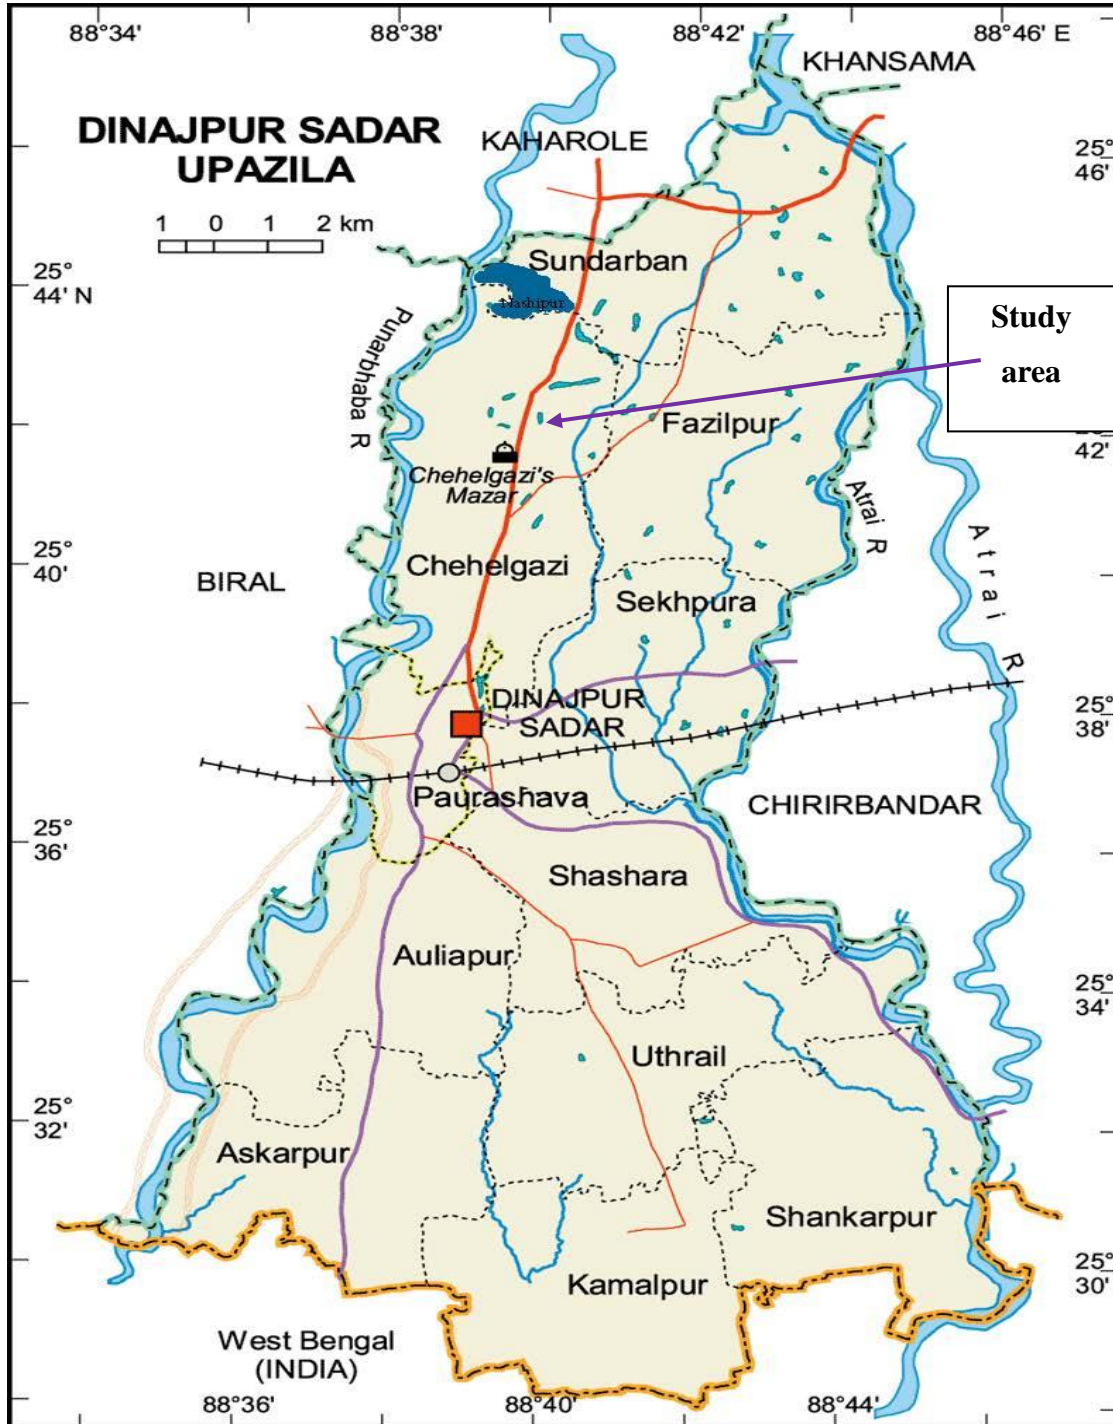 88°34'
88°38'
88°42'
88°46' E
KHANSAMA
DINAJPUR SADAR
UPAZILA
KAHAROLE
25°
46'
1 0 1 2 km
Sundarban
25°
44' N
Nashipur
Study
area
Punarbhaba R
Fazilpur
42'
Chehelgazi's
Mazar
Atrai R
Atrai R
25°
40'
BIRAL
Chehelgazi
Sekhpura
DINAJPUR
SADAR
25°
38'
Paurashava
CHIRIRBANDAR
25°
36'
Shashara
Auliapur
25°
34'
Uthrail
25°
32'
Askarpur
Shankarpur
25°
30'
Kamalpur
West Bengal
(INDIA)
88°36'
88°40'
88°44'